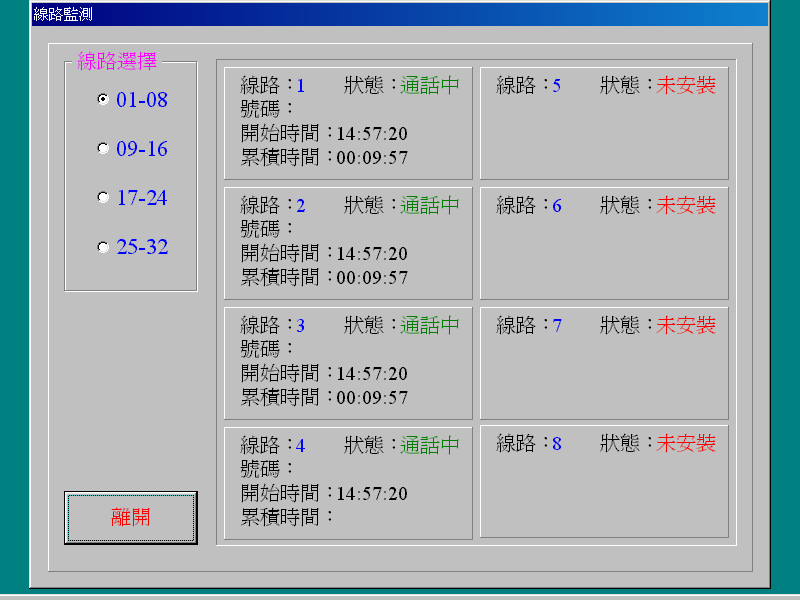 線路監測
線路選擇
01-08
09-16
17-24
25-32
離開
線路：1 狀態：通話中
號碼：
開始時間：14:57:20
累積時間：00:09:57
線路：2 狀態：通話中
號碼：
開始時間：14:57:20
累積時間：00:09:57
線路：3 狀態：通話中
號碼：
開始時間：14:57:20
累積時間：00:09:57
線路：4 狀態：通話中
號碼：
開始時間：14:57:20
累積時間：
線路：5 狀態：未安裝
線路：6 狀態：未安裝
線路：7 狀態：未安裝
線路：8 狀態：未安裝